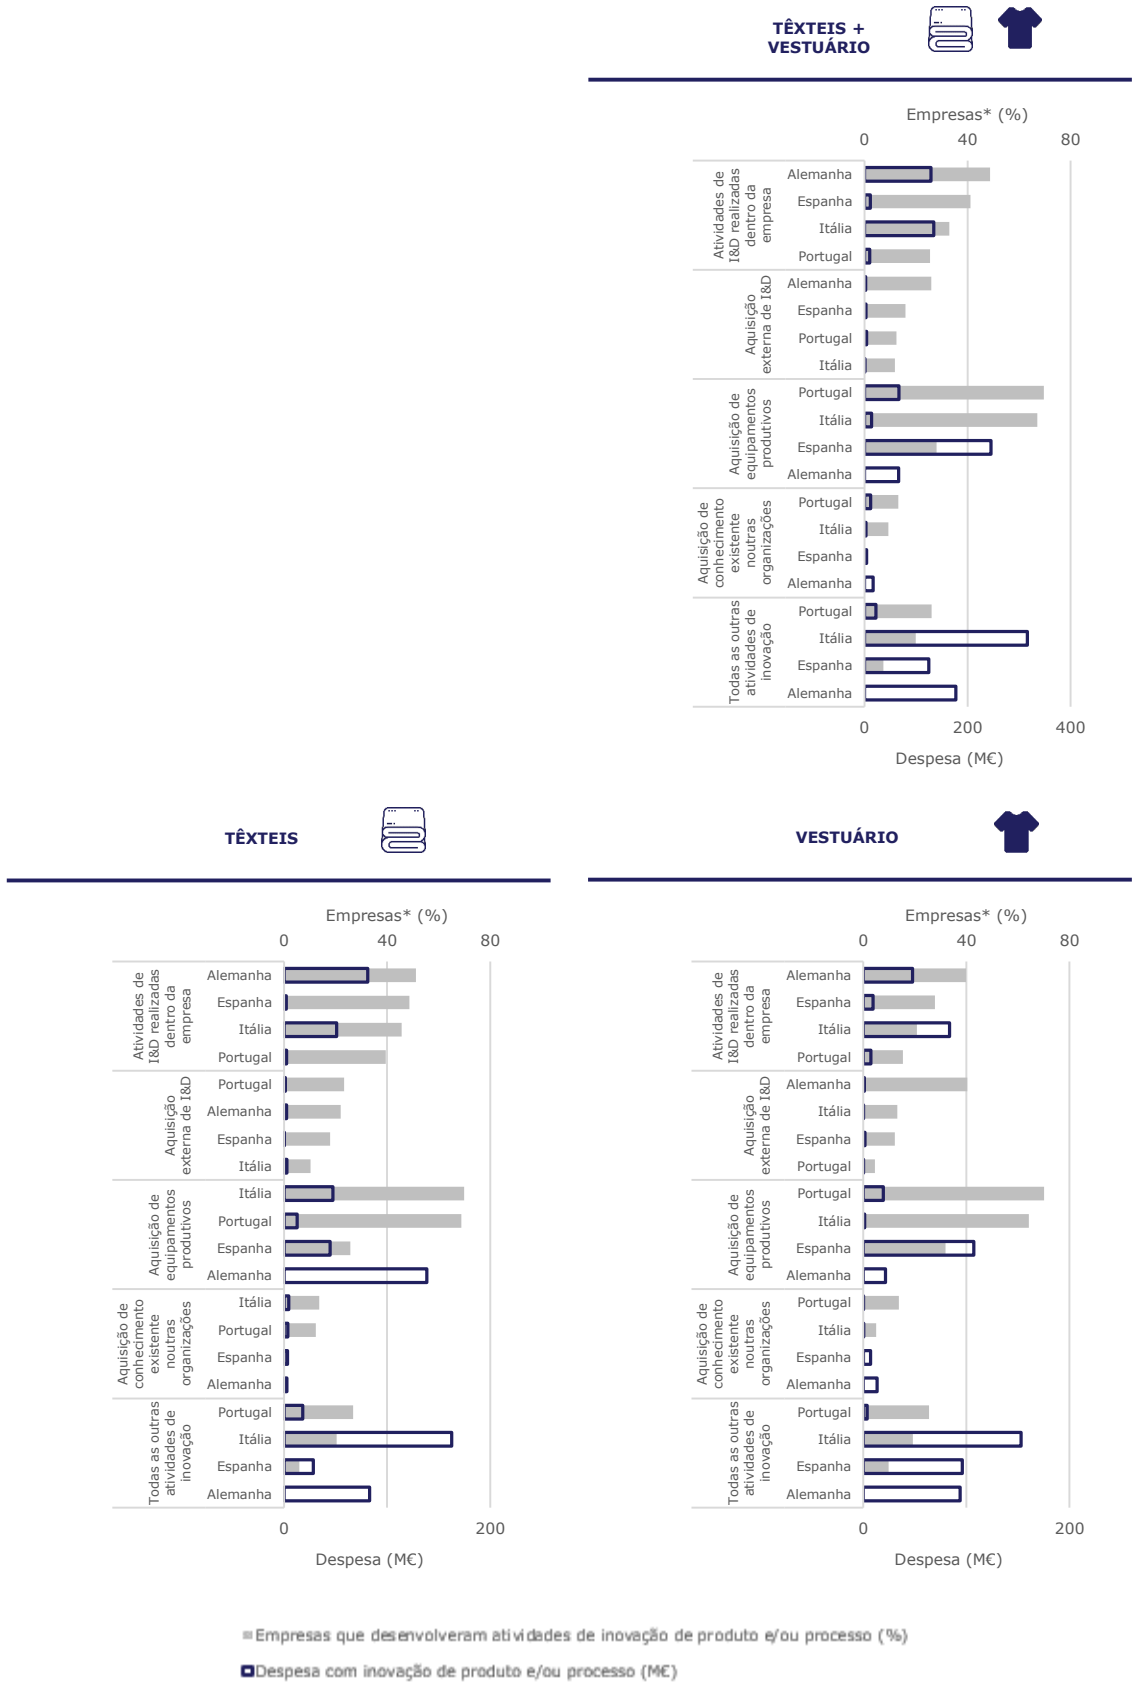 TÊXTEIS +
VESTUÁRIO
Empresas* (%)
0 40 80
Atividades de
I&D realizadas
dentro da
empresa
Alemanha
Espanha
Itália
Portugal
Aquisição
externa de I&D
Alemanha
Espanha
Portugal
Itália
Aquisição de
equipamentos
produtivos
Portugal
Itália
Espanha
Alemanha
Aquisição de
conhecimento
existente
noutras
organizações
Portugal
Itália
Espanha
Alemanha
Todas as outras
atividades de
inovação
Portugal
Itália
Espanha
Alemanha
0 200 400
Despesa (M€)
TÊXTEIS
Empresas* (%)
0 40 80
Atividades de
I&D realizadas
dentro da
empresa
Alemanha
Espanha
Itália
Portugal
Aquisição
externa de I&D
Portugal
Alemanha
Espanha
Itália
Aquisição de
equipamentos
produtivos
Itália
Portugal
Espanha
Alemanha
Aquisição de
conhecimento
existente
noutras
organizações
Itália
Portugal
Espanha
Alemanha
Todas as outras
atividades de
inovação
Portugal
Itália
Espanha
Alemanha
0 200
Despesa (M€)
VESTUÁRIO
Empresas* (%)
0 40 80
Atividades de
I&D realizadas
dentro da
empresa
Alemanha
Espanha
Itália
Portugal
Aquisição
externa de I&D
Alemanha
Itália
Espanha
Portugal
Aquisição de
equipamentos
produtivos
Portugal
Itália
Espanha
Alemanha
Aquisição de
conhecimento
existente
noutras
organizações
Portugal
Itália
Espanha
Alemanha
Todas as outras
atividades de
inovação
Portugal
Itália
Espanha
Alemanha
0 200
Despesa (M€)
Empresas que desenvolveram atividades de inovação de produto e/ou processo (%)
Despesa com inovação de produto e/ou processo (M€)